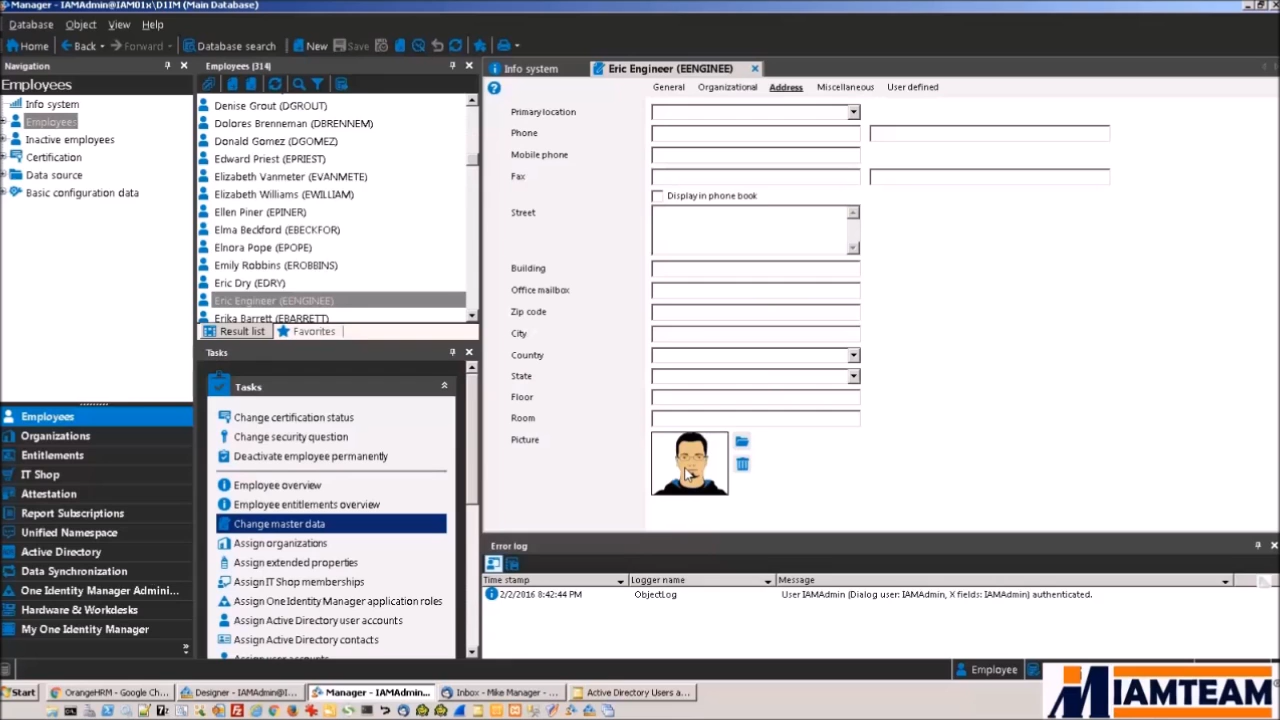 Manager - IAMAdmin@IAM01x\D1IM (Main Database)
Database Object View Help
Home Back Forward Database search New Save
Navigation
Employees
Info system
Employees
Inactive employees
Certification
Data source
Basic configuration data
Employees
Organizations
Entitlements
IT Shop
Attestation
Report Subscriptions
Unified Namespace
Active Directory
Data Synchronization
One Identity Manager Admini...
Hardware & Workdesks
My One Identity Manager
Employees (314)
Denise Grout (DGROUT)
Dolores Brenneman (DBRENNEM)
Donald Gomez (DGOMEZ)
Edward Priest (EPRIEST)
Elizabeth Vanmeter (EVANMETE)
Elizabeth Williams (EWILLIAM)
Ellen Piner (EPINER)
Elma Beckford (EBECKFOR)
Elnora Pope (EPOPE)
Emily Robbins (EROBBINS)
Eric Dry (EDRY)
Eric Engineer (EENGINEE)
Erika Barrett (EBARRETT)
Result list Favorites
Tasks
Tasks
Change certification status
Change security question
Deactivate employee permanently
Employee overview
Employee entitlements overview
Change master data
Assign organizations
Assign extended properties
Assign IT Shop memberships
Assign One Identity Manager application roles
Assign Active Directory user accounts
Assign Active Directory contacts
Info system Eric Engineer (EENGINEE)
General Organizational Address Miscellaneous User defined
Primary location
Phone
Mobile phone
Fax
Display in phone book
Street
Building
Office mailbox
Zip code
City
Country
State
Floor
Room
Picture
Error log
Time stamp Logger name Message
2/2/2016 8:42:44 PM ObjectLog User IAMAdmin (Dialog user: IAMAdmin, X fields: IAMAdmin) authenticated.
Employee
Start OrangeHRM - Google Ch... Designer - IAMAdmin@I... Manager - IAMAdmin... Inbox - Mike Manager - ... Active Directory Users a...
IAMTEAM